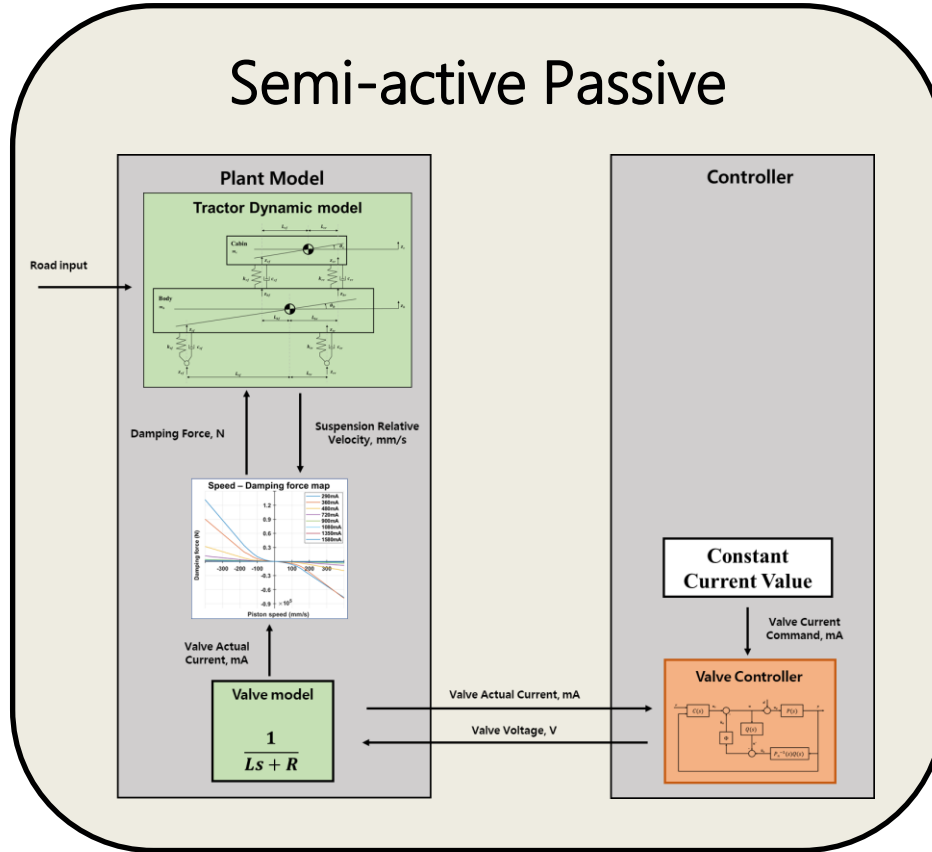 Semi-active Passive
Plant Model
Tractor Dynamic model
Cabin
Body
Road input
Damping Force, N
Suspension Relative
Velocity, mm/s
Speed – Damping force map
290mA
360mA
480mA
720mA
900mA
1080mA
1350mA
1580mA
1.2
0.9
0.6
0.3
-300
-200
-100
100
200
300
-0.3
-0.6
-0.9
Damping force (N)
Piston speed (mm/s)
Valve Actual
Current, mA
Valve model
1
Ls + R
Valve Actual Current, mA
Valve Voltage, V
Controller
Constant
Current Value
Valve Current
Command, mA
Valve Controller
C(s)
P(s)
Q(s)